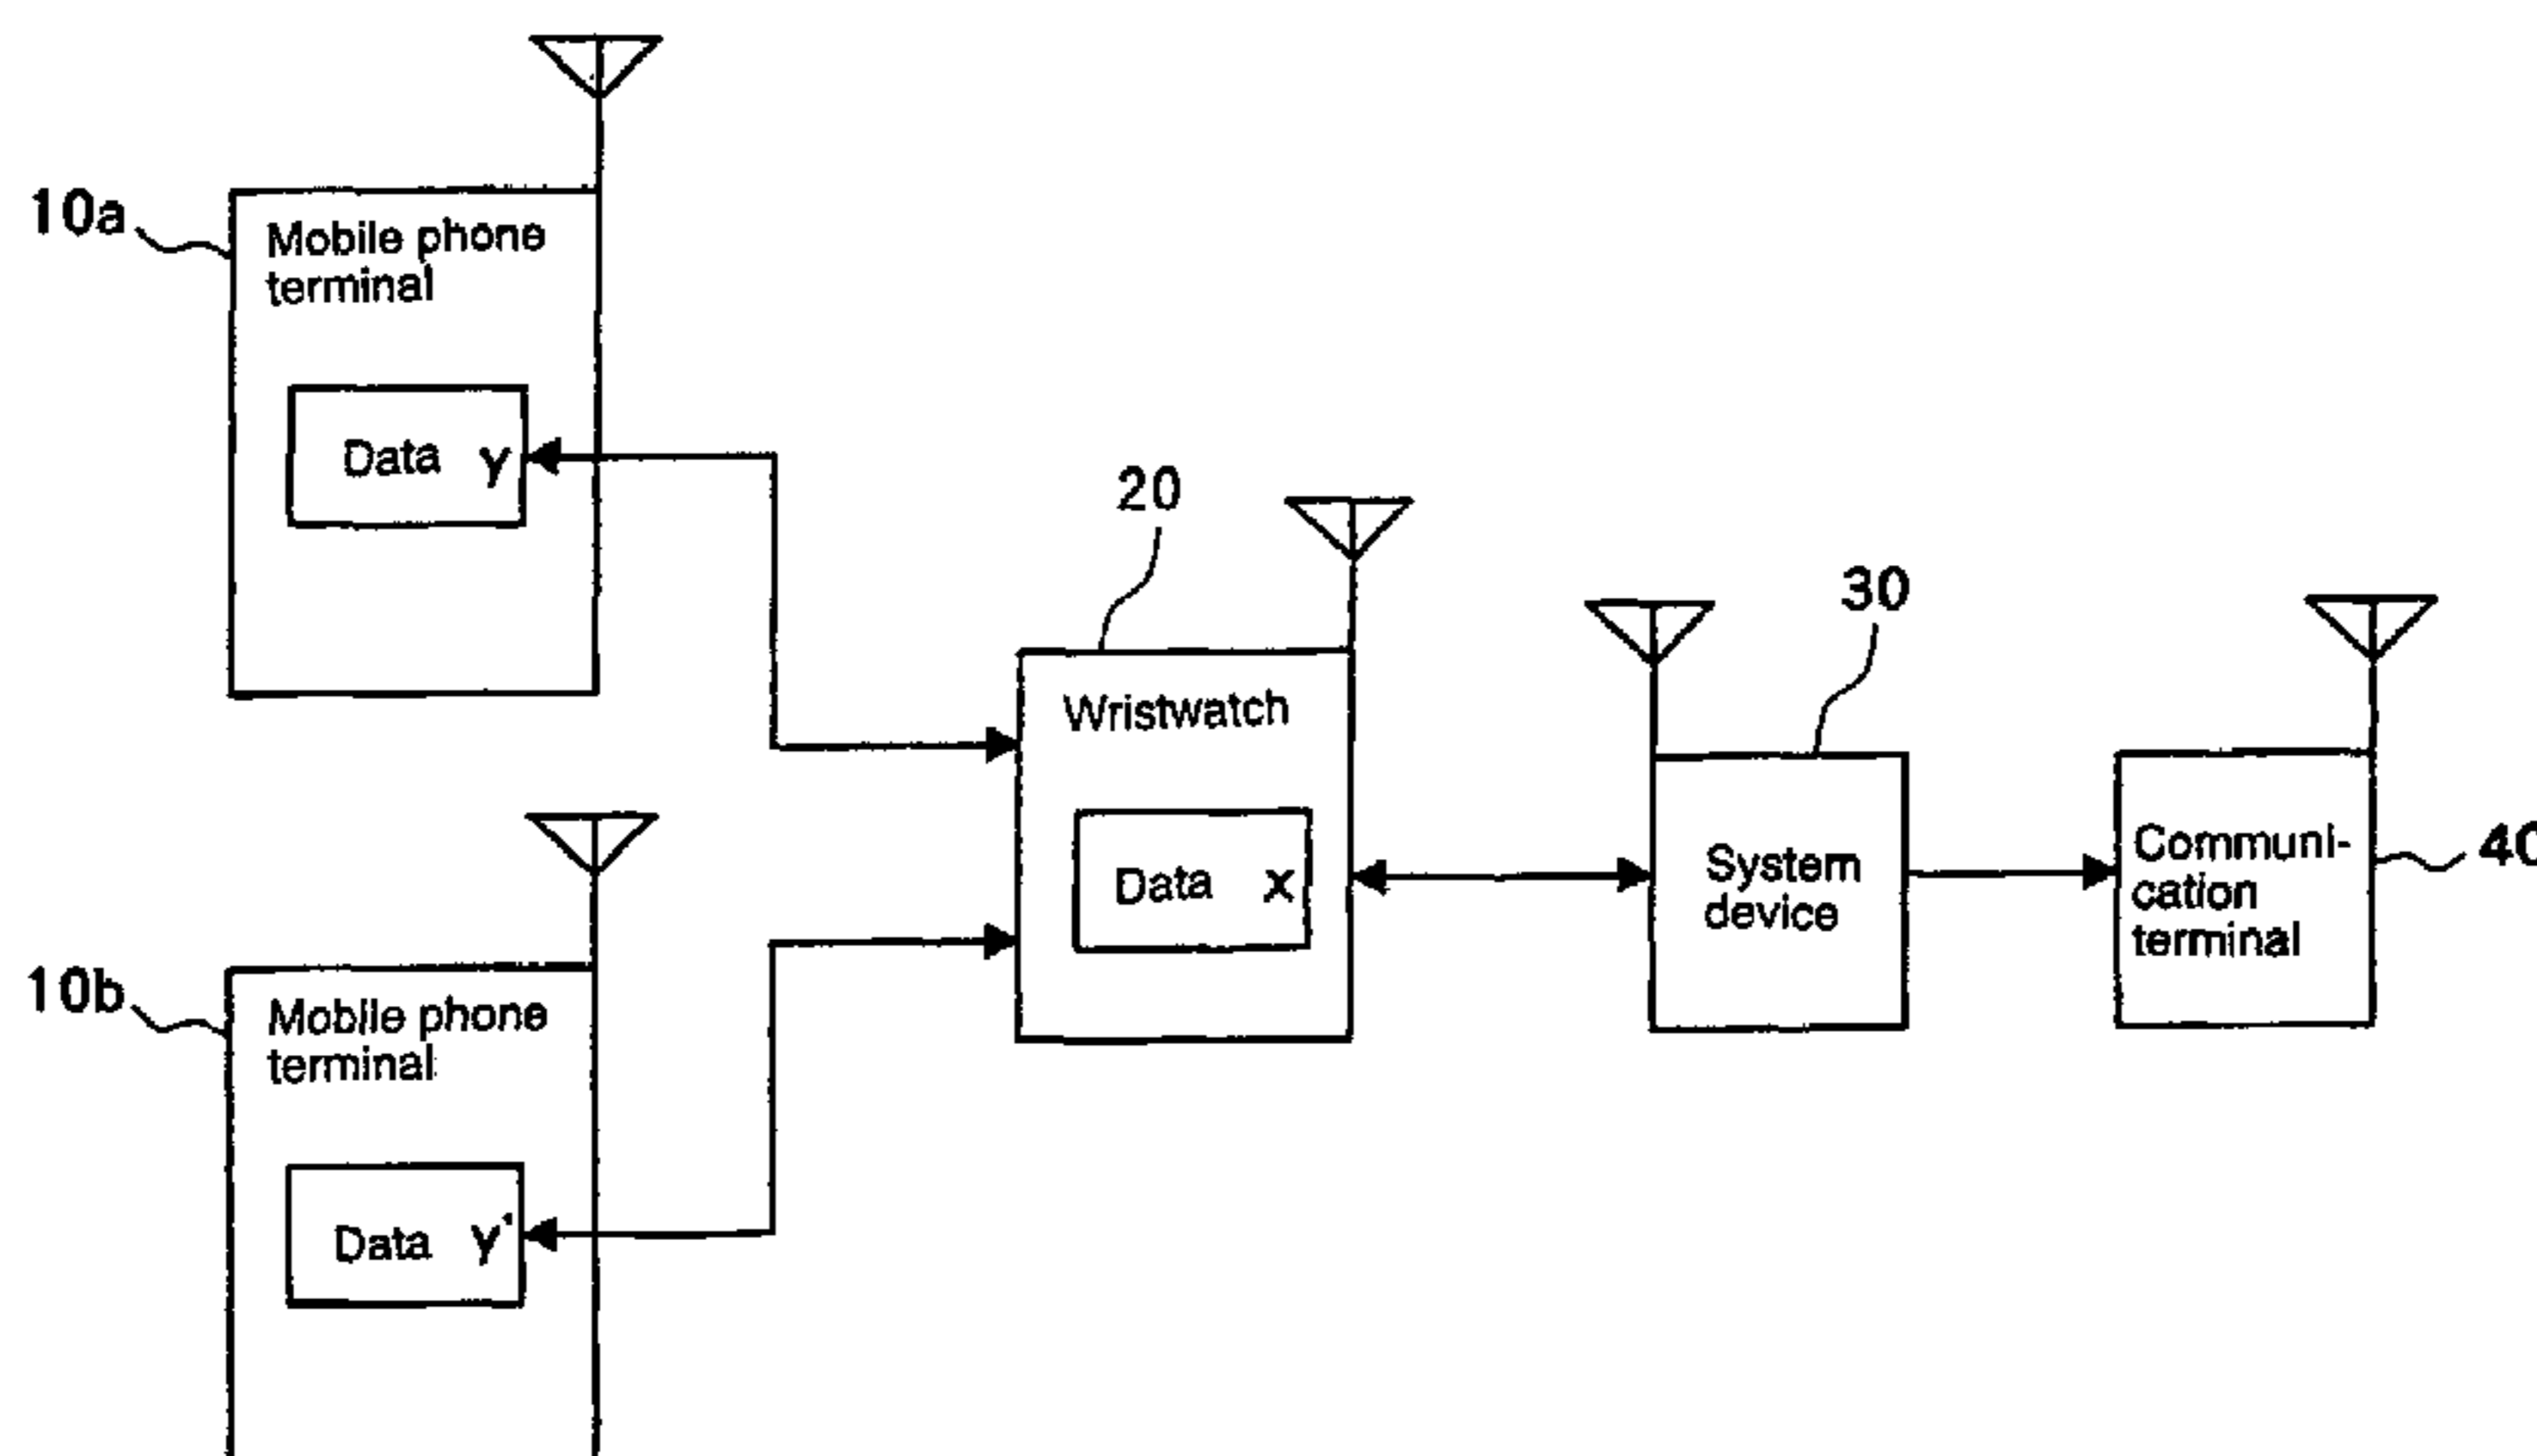 10a
Mobile phone
terminal
Data y
20
Wristwatch
Data x
30
System
device
Communi-
cation
terminal
40
10b
Mobile phone
terminal
Data y'